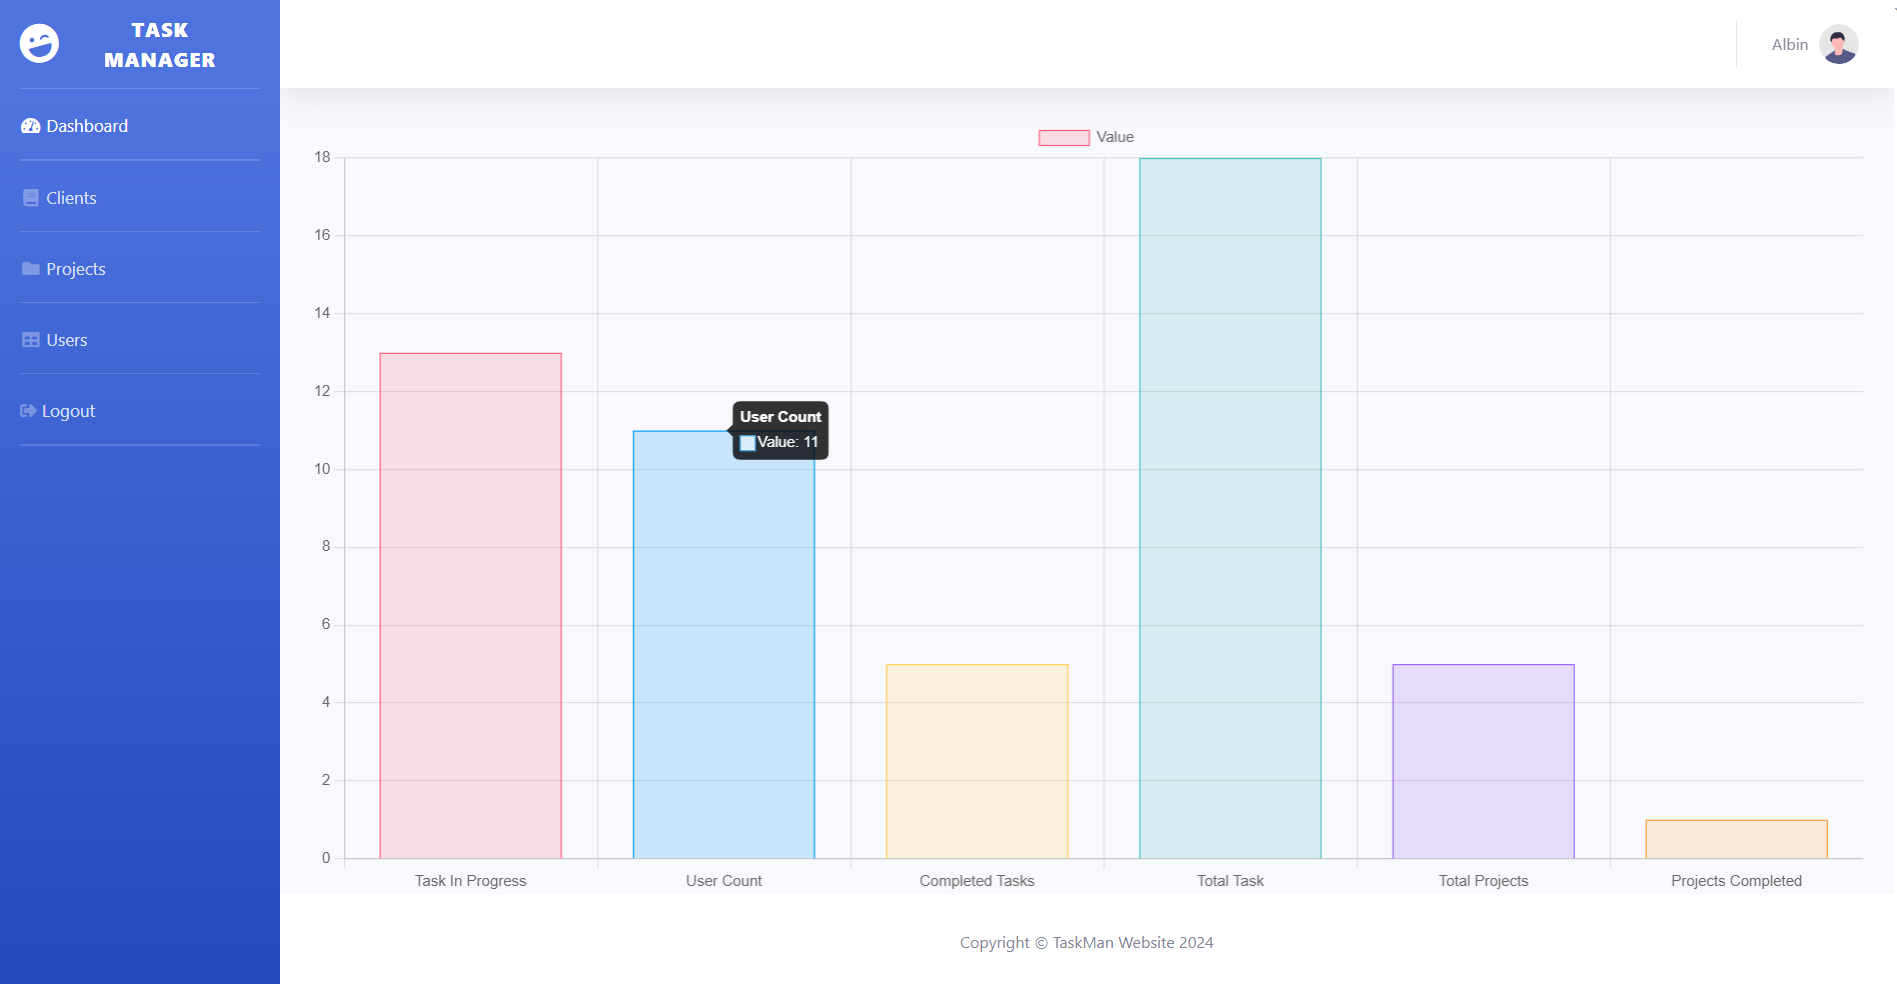 TASK
MANAGER
Dashboard
Clients
Projects
Users
Logout
Albin
Value
18
16
14
12
10
8
6
4
2
0
User Count
Value: 11
Task In Progress
User Count
Completed Tasks
Total Task
Total Projects
Projects Completed
Copyright © TaskMan Website 2024